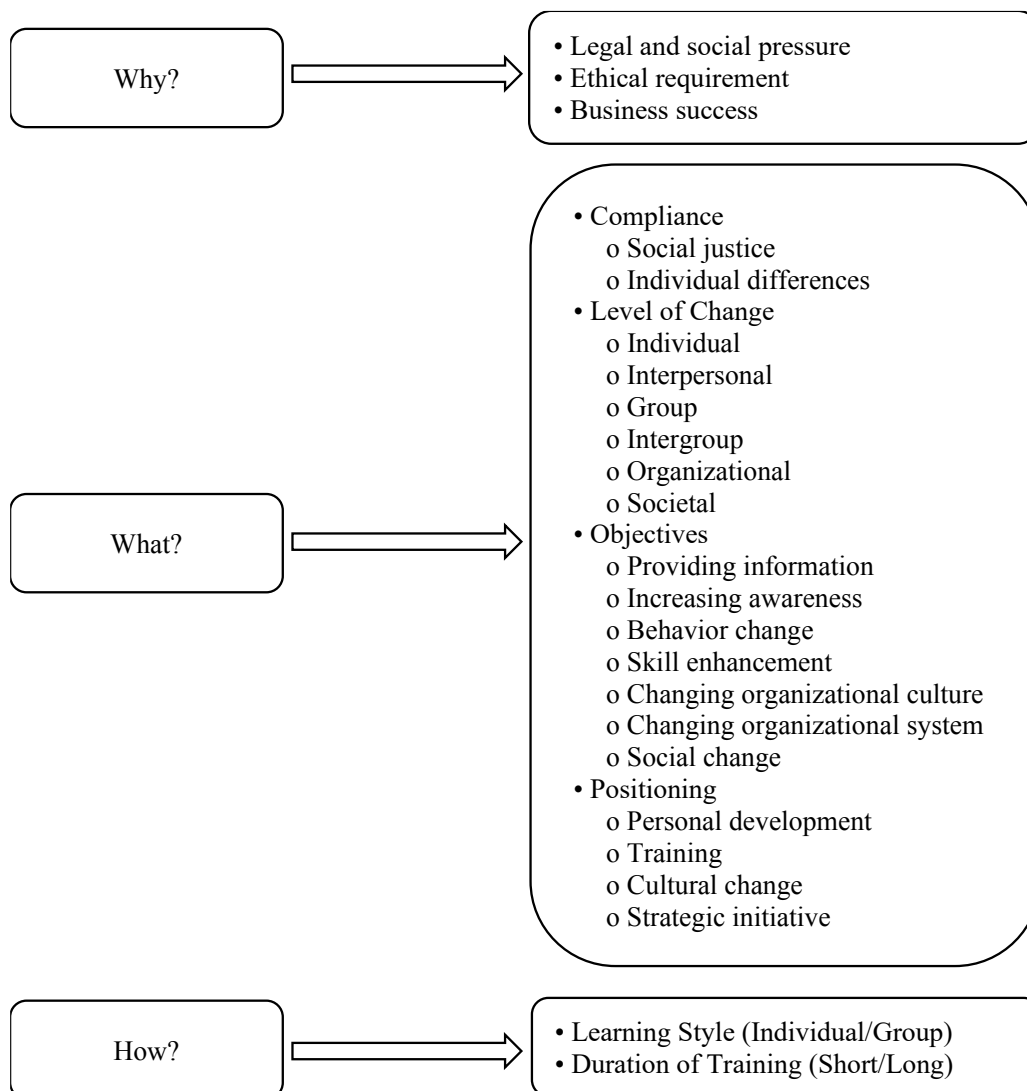 Why?
• Legal and social pressure
• Ethical requirement
• Business success
What?
• Compliance
o Social justice
o Individual differences
• Level of Change
o Individual
o Interpersonal
o Group
o Intergroup
o Organizational
o Societal
• Objectives
o Providing information
o Increasing awareness
o Behavior change
o Skill enhancement
o Changing organizational culture
o Changing organizational system
o Social change
• Positioning
o Personal development
o Training
o Cultural change
o Strategic initiative
How?
• Learning Style (Individual/Group)
• Duration of Training (Short/Long)